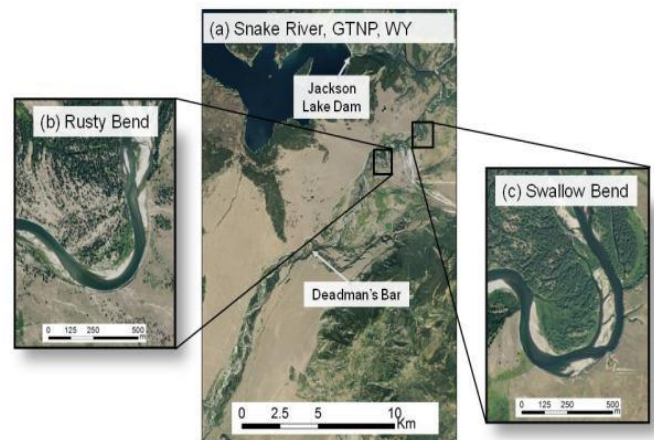 (a) Snake River, GTNP, WY
Jackson
Lake Dam
(b) Rusty Bend
(c) Swallow Bend
Deadman's Bar
0 125 250 500
m
0 2.5 5 10
Km
0 125 250 500
m